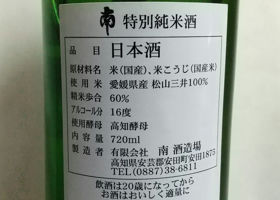 南 特別純米酒
品目 日本酒
原材料名 米(国産)、米こうじ(国産米)
使用米 愛媛県産 松山三井100%
精米歩合 60%
アルコール分 16度
使用酵母 高知酵母
内容量 720ml
製造者 有限会社 南 酒造場
高知県安芸郡安田町安田1875
TEL(0887)38-6811
飲酒は20歳になってから
お酒はおいしく適量に